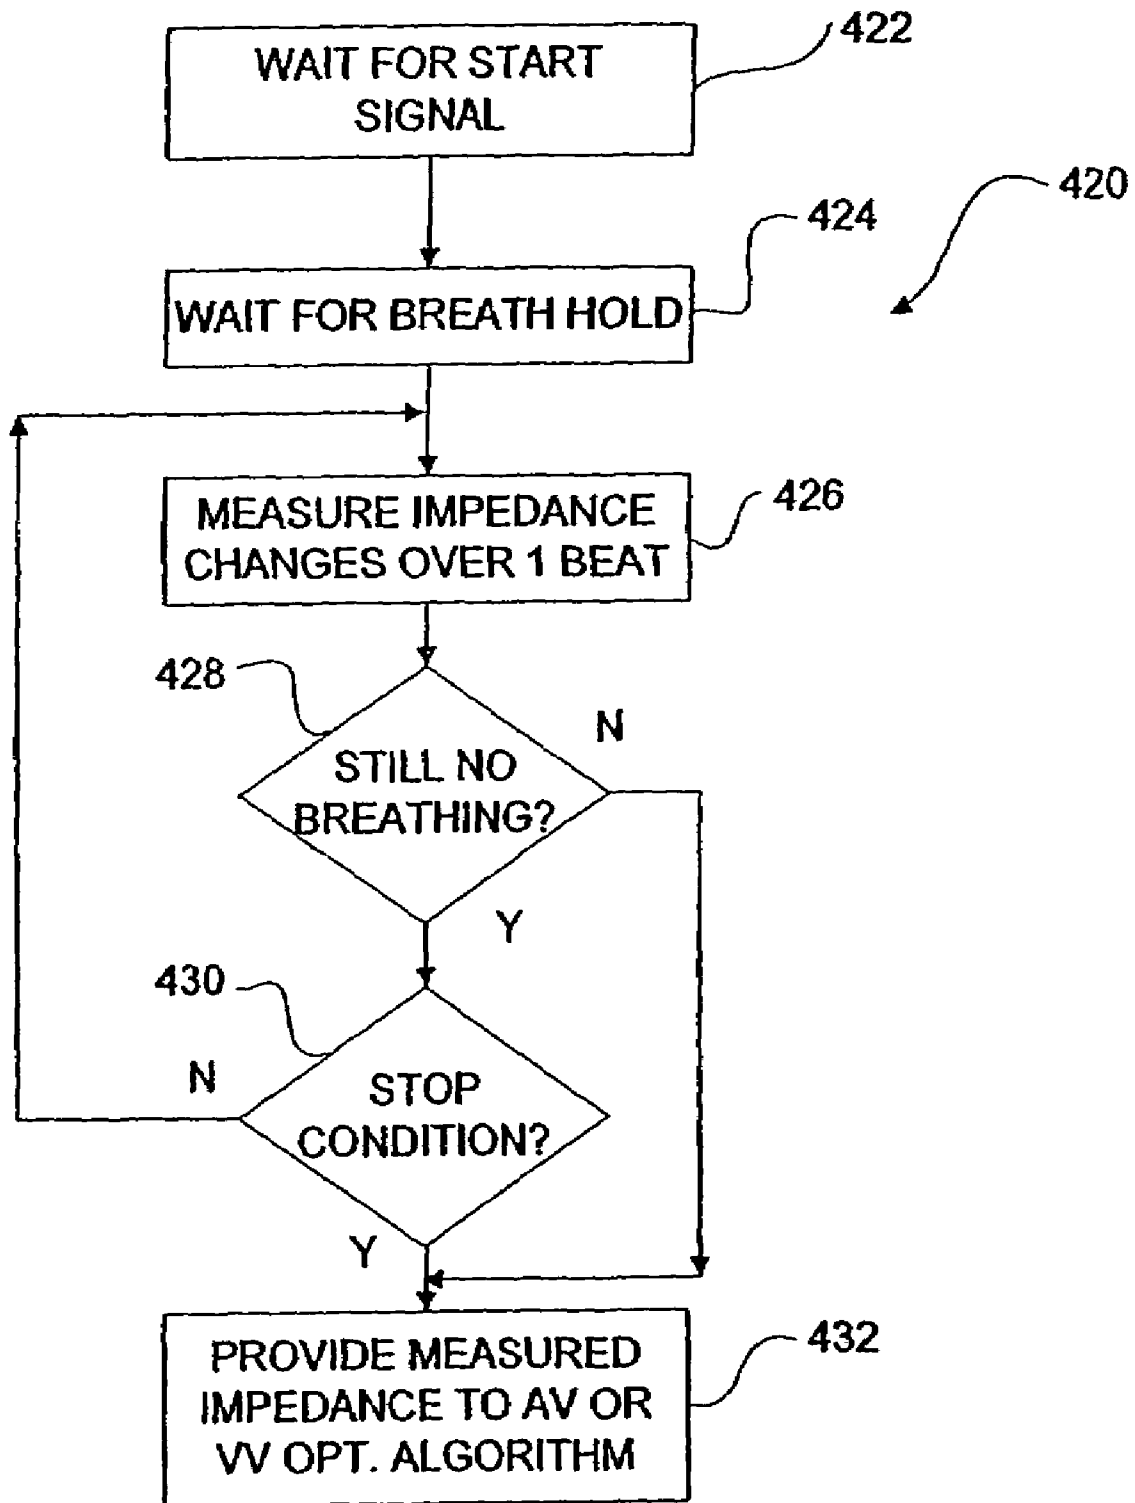 WAIT FOR START
SIGNAL
422
420
424
WAIT FOR BREATH HOLD
MEASURE IMPEDANCE
CHANGES OVER 1 BEAT
426
428
N
STILL NO
BREATHING?
Y
430
N
STOP
CONDITION?
Y
PROVIDE MEASURED
IMPEDANCE TO AV OR
VV OPT. ALGORITHM
432